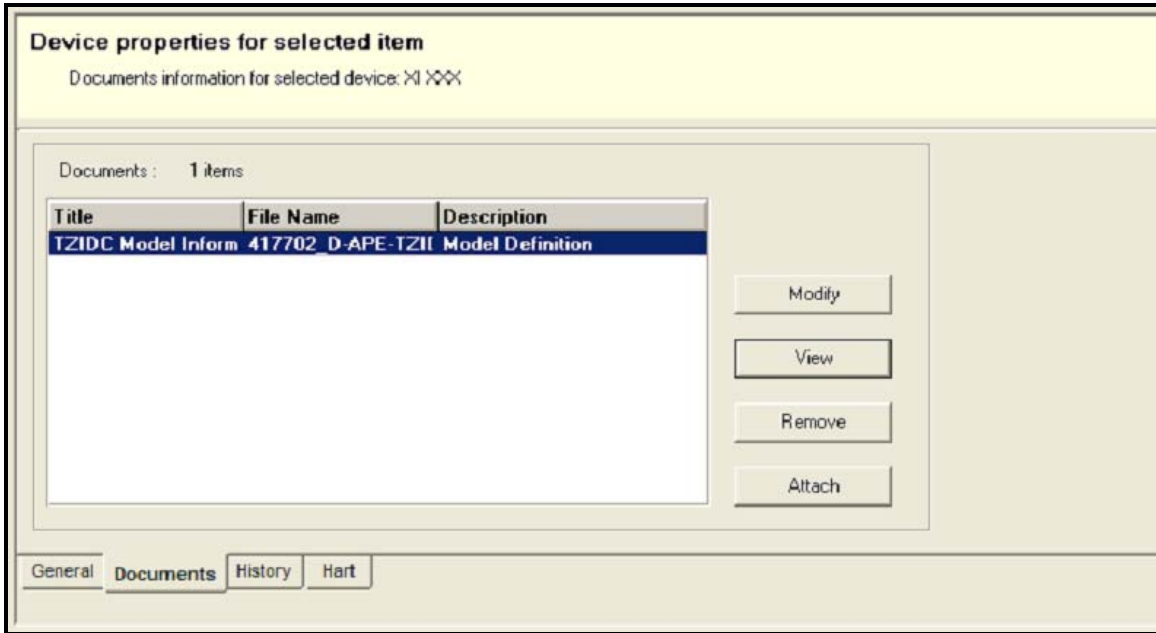 Device properties for selected item
Documents information for selected device: XI XXX
Documents : 1 items
Title File Name Description
TZIDC Model Inform 417702_D-APE-TZII Model Definition
Modify
View
Remove
Attach
General Documents History Hart